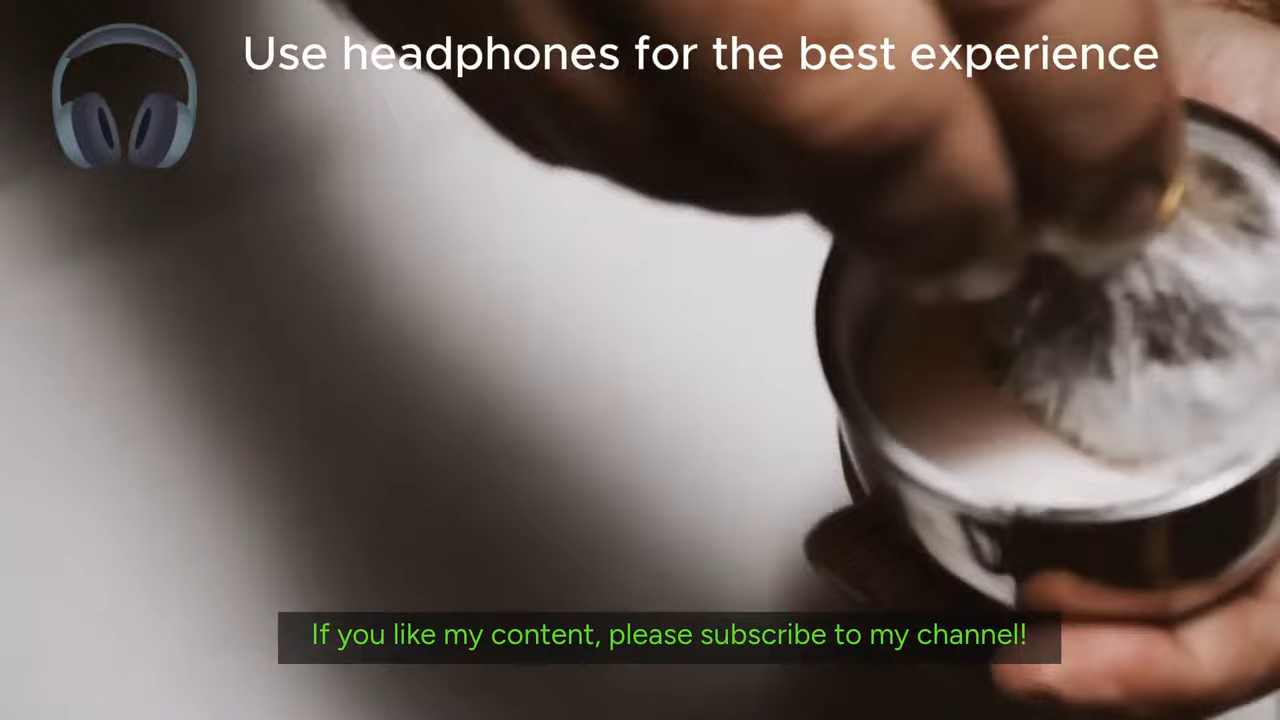 Use headphones for the best experience
If you like my content, please subscribe to my channel!